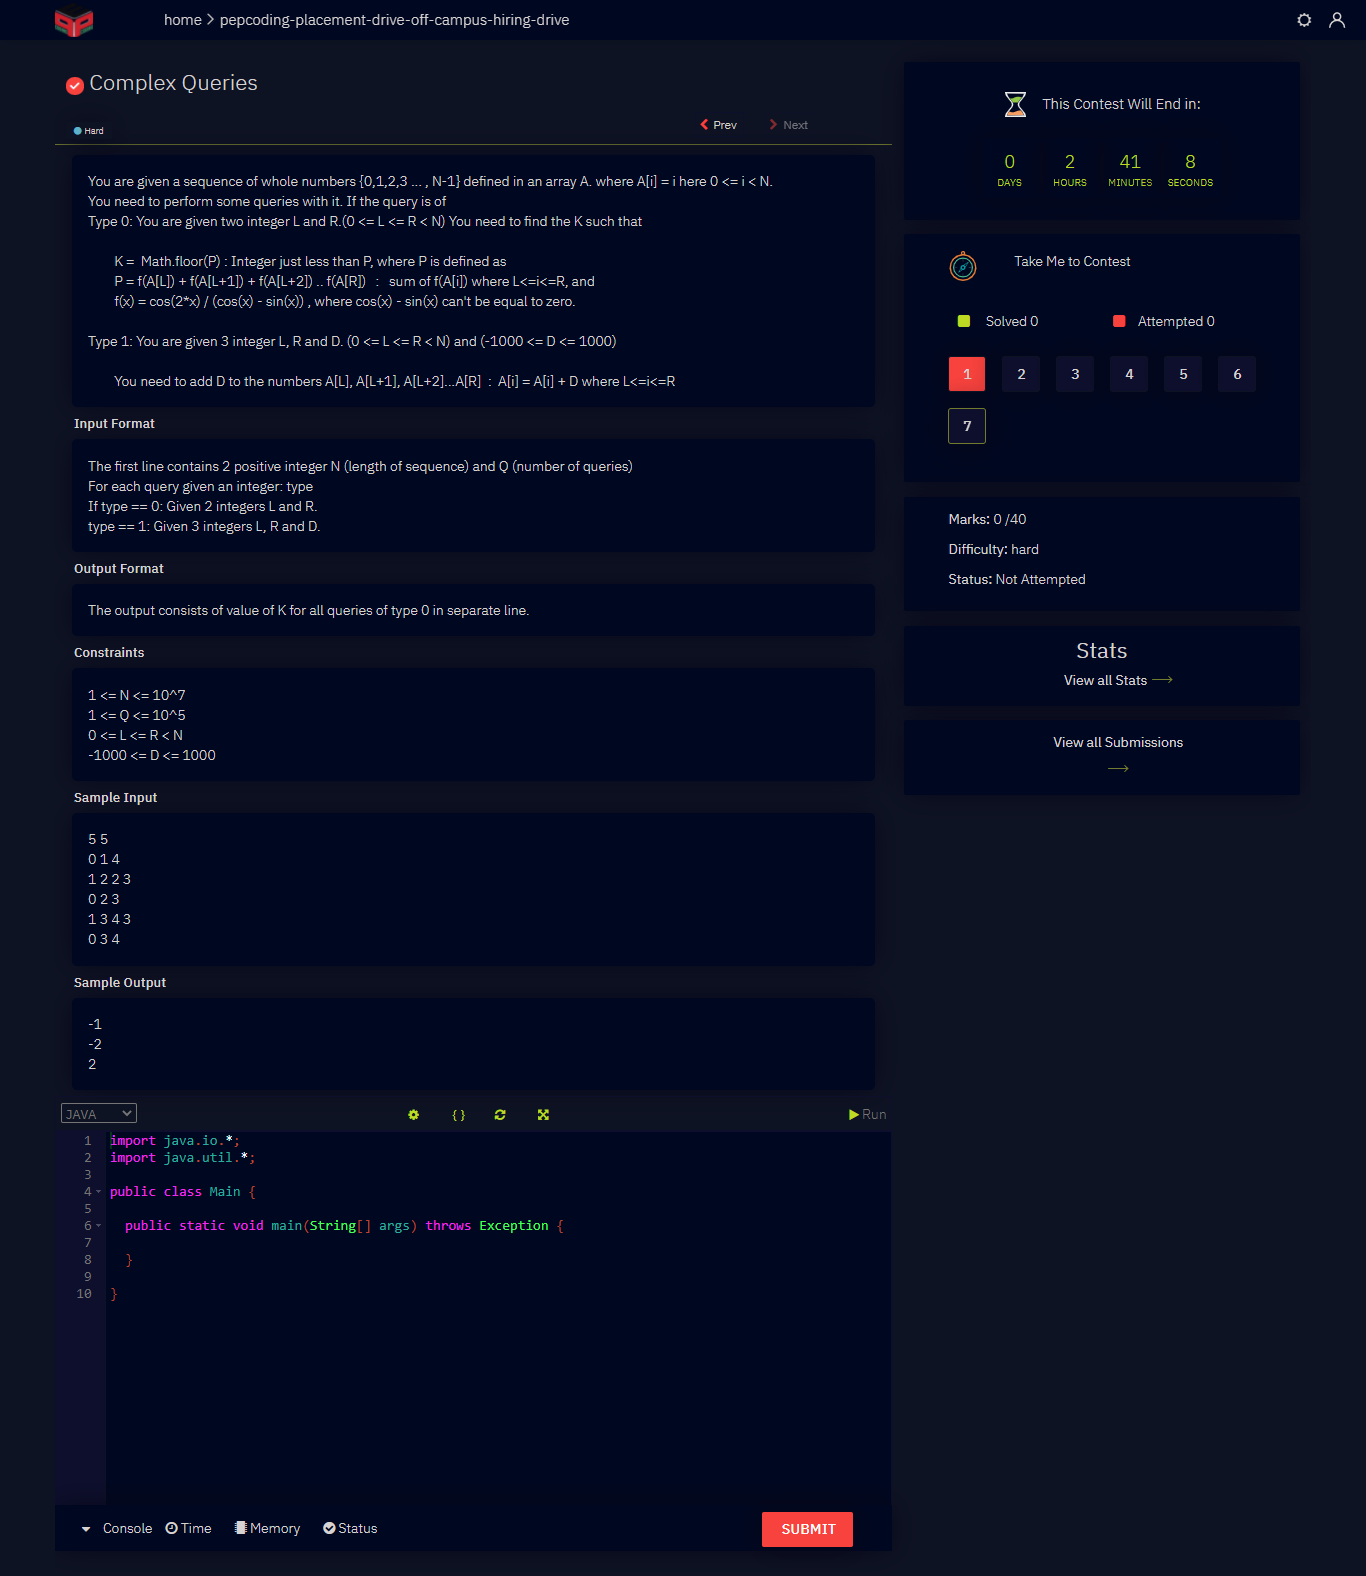 home > pepcoding-placement-drive-off-campus-hiring-drive
Complex Queries
Hard
Prev
Next
You are given a sequence of whole numbers {0,1,2,3 ... , N-1} defined in an array A. where A[i] = i here 0 <= i < N.
You need to perform some queries with it. If the query is of
Type 0: You are given two integer L and R.(0 <= L <= R < N) You need to find the K such that
K = Math.floor(P) : Integer just less than P, where P is defined as
P = f(A[L]) + f(A[L+1]) + f(A[L+2]) .. f(A[R]) : sum of f(A[i]) where L<=i<=R, and
f(x) = cos(2*x) / (cos(x) - sin(x)) , where cos(x) - sin(x) can't be equal to zero.
Type 1: You are given 3 integer L, R and D. (0 <= L <= R < N) and (-1000 <= D <= 1000)
You need to add D to the numbers A[L], A[L+1], A[L+2]...A[R] : A[i] = A[i] + D where L<=i<=R
Input Format
The first line contains 2 positive integer N (length of sequence) and Q (number of queries)
For each query given an integer: type
If type == 0: Given 2 integers L and R.
type == 1: Given 3 integers L, R and D.
Output Format
The output consists of value of K for all queries of type 0 in separate line.
Constraints
1 <= N <= 10^7
1 <= Q <= 10^5
0 <= L <= R < N
-1000 <= D <= 1000
Sample Input
5 5
0 1 4
1 2 2 3
0 2 3
1 3 4 3
0 3 4
Sample Output
-1
-2
2
JAVA
{ }
Run
1 import java.io.*;
2 import java.util.*;
3
4 public class Main {
5
6 public static void main(String[] args) throws Exception {
7
8 }
9
10 }
Console
Time
Memory
Status
SUBMIT
This Contest Will End in:
0 2 41 8
DAYS HOURS MINUTES SECONDS
Take Me to Contest
Solved 0
Attempted 0
1 2 3 4 5 6
7
Marks: 0 /40
Difficulty: hard
Status: Not Attempted
Stats
View all Stats
View all Submissions